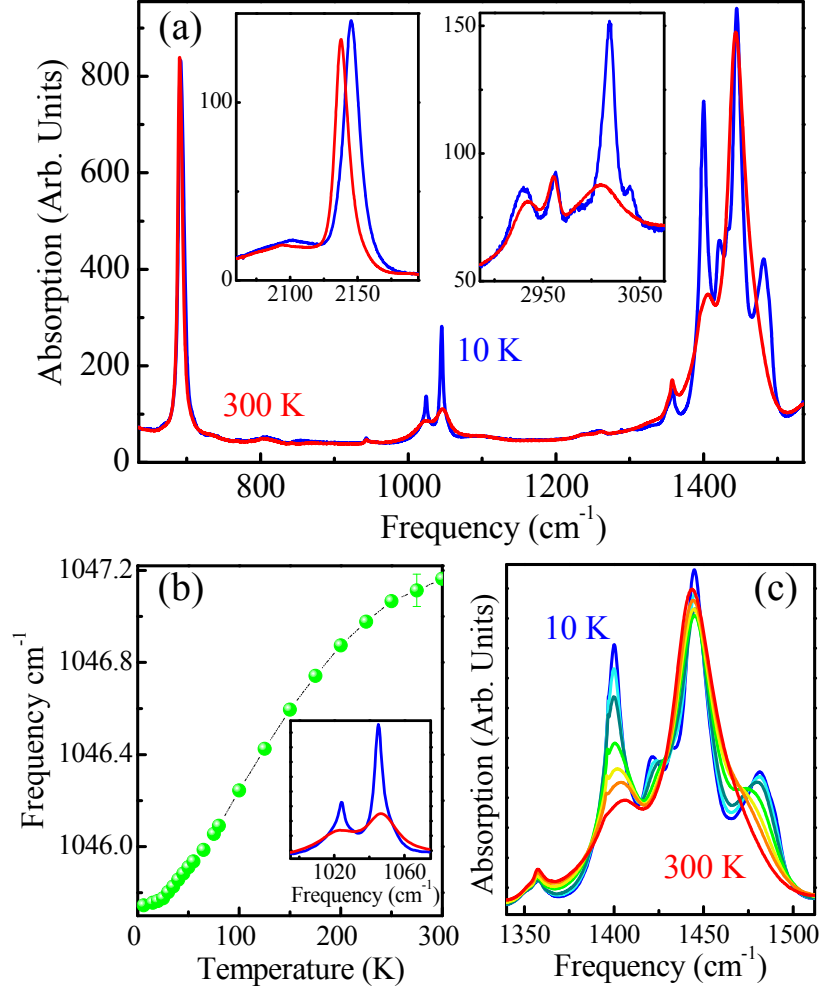 (a)
Absorption (Arb. Units)
800
600
400
200
0
100
0
2100
2150
150
100
50
2950
3050
300 K
10 K
800
1000
1200
1400
Frequency (cm-1)
(b)
Frequency cm-1
1047.2
1046.8
1046.4
1046.0
1020
1060
Frequency (cm-1)
0
50
100
150
200
250
300
Temperature (K)
(c)
Absorption (Arb. Units)
10 K
300 K
1350
1400
1450
1500
Frequency (cm-1)